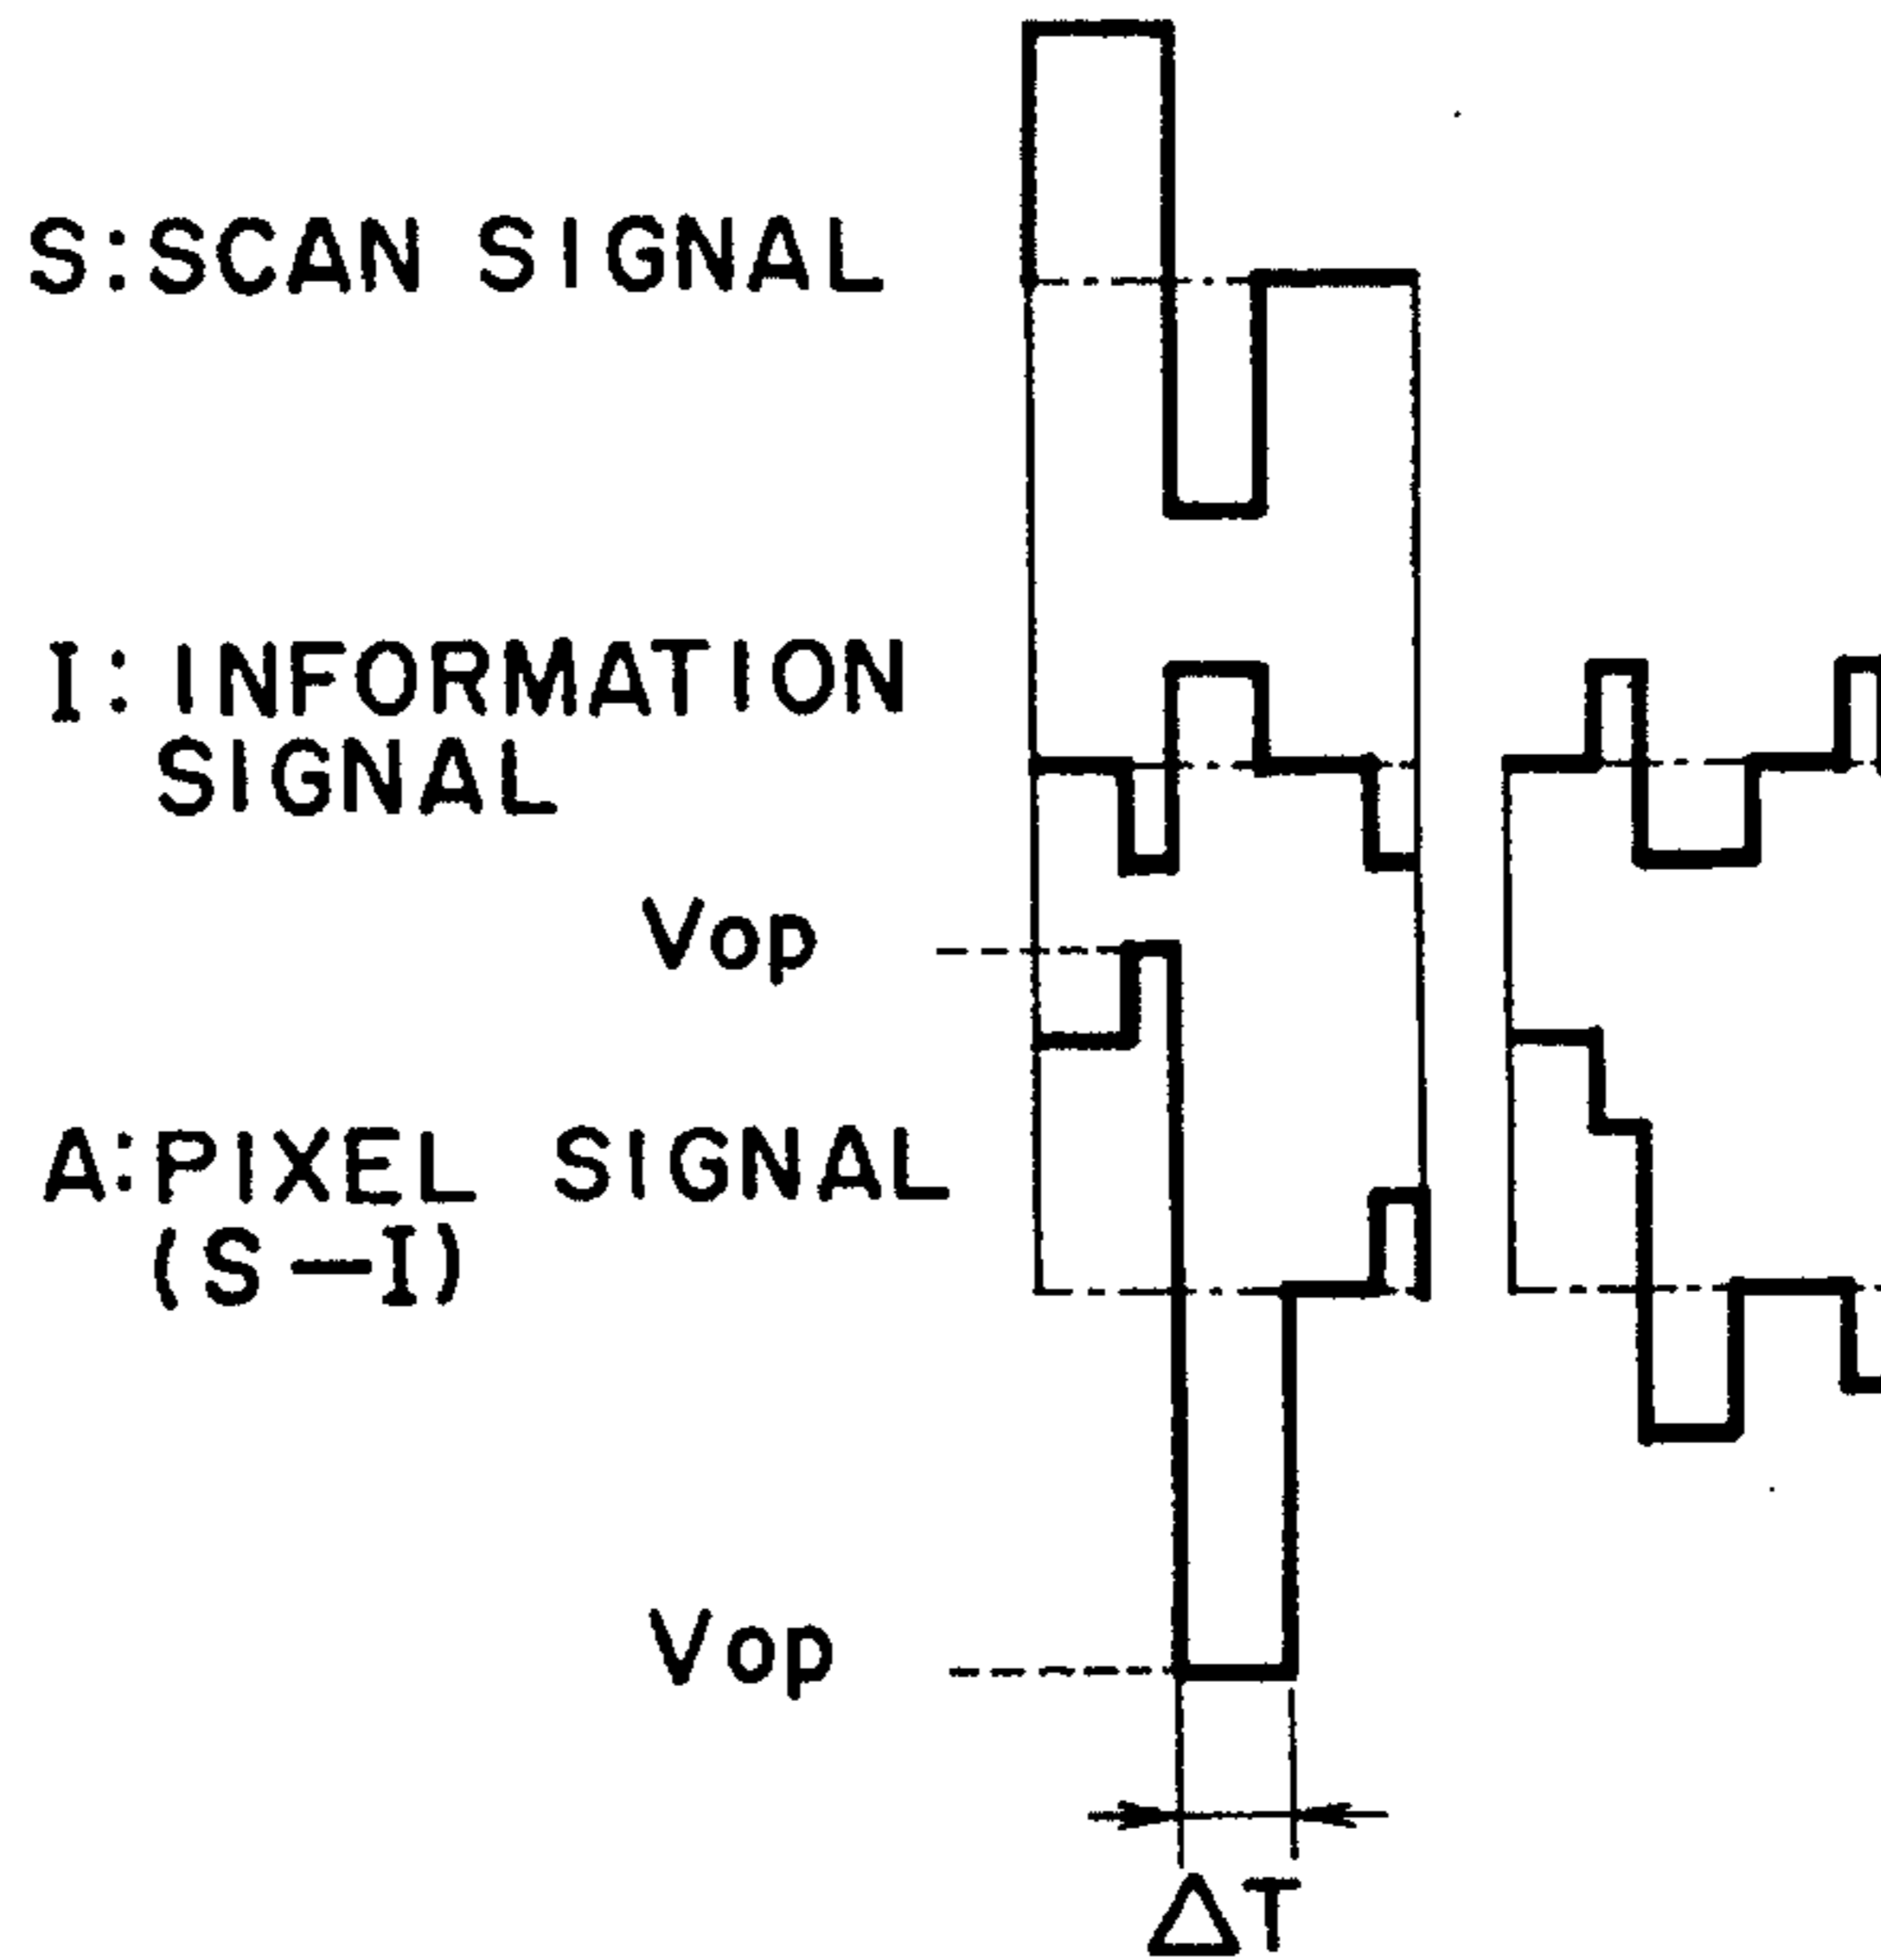 S:SCAN SIGNAL
I:INFORMATION
SIGNAL
Vop
A:PIXEL SIGNAL
(S-I)
Vop
ΔT